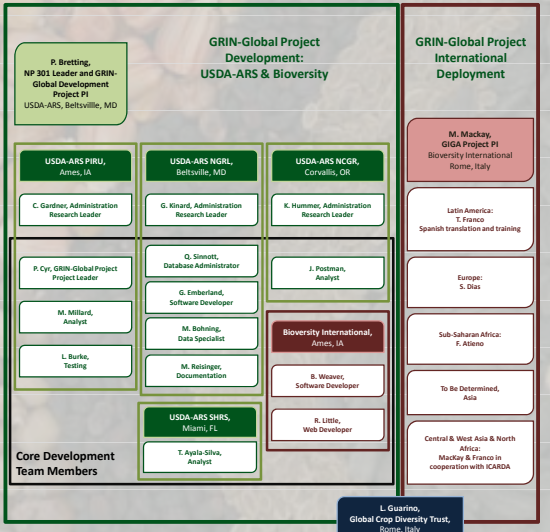 GRIN-Global Project
Development:
USDA-ARS & Bioversity
P. Bretting,
NP 301 Leader and GRIN-
Global Development
Project PI
USDA-ARS, Beltsvillle, MD
USDA-ARS PIRU,
Ames, IA
C. Gardner, Administration
Research Leader
P. Cyr, GRIN-Global Project
Project Leader
M. Millard,
Analyst
L. Burke,
Testing
USDA-ARS NGRL,
Beltsville, MD
G. Kinard, Administration
Research Leader
Q. Sinnott,
Database Administrator
G. Emberland,
Software Developer
M. Bohning,
Data Specialist
M. Reisinger,
Documentation
USDA-ARS SHRS,
Miami, FL
T. Ayala-Silva,
Analyst
USDA-ARS NCGR,
Corvallis, OR
K. Hummer, Administration
Research Leader
J. Postman,
Analyst
Bioversity International,
Ames, IA
B. Weaver,
Software Developer
R. Little,
Web Developer
Core Development
Team Members
GRIN-Global Project
International
Deployment
M. Mackay,
GIGA Project PI
Bioversity International
Rome, Italy
Latin America:
T. Franco
Spanish translation and training
Europe:
S. Dias
Sub-Saharan Africa:
F. Atieno
To Be Determined,
Asia
Central & West Asia & North
Africa:
MacKay & Franco in
cooperation with ICARDA
L. Guarino,
Global Crop Diversity Trust,
Rome, Italy